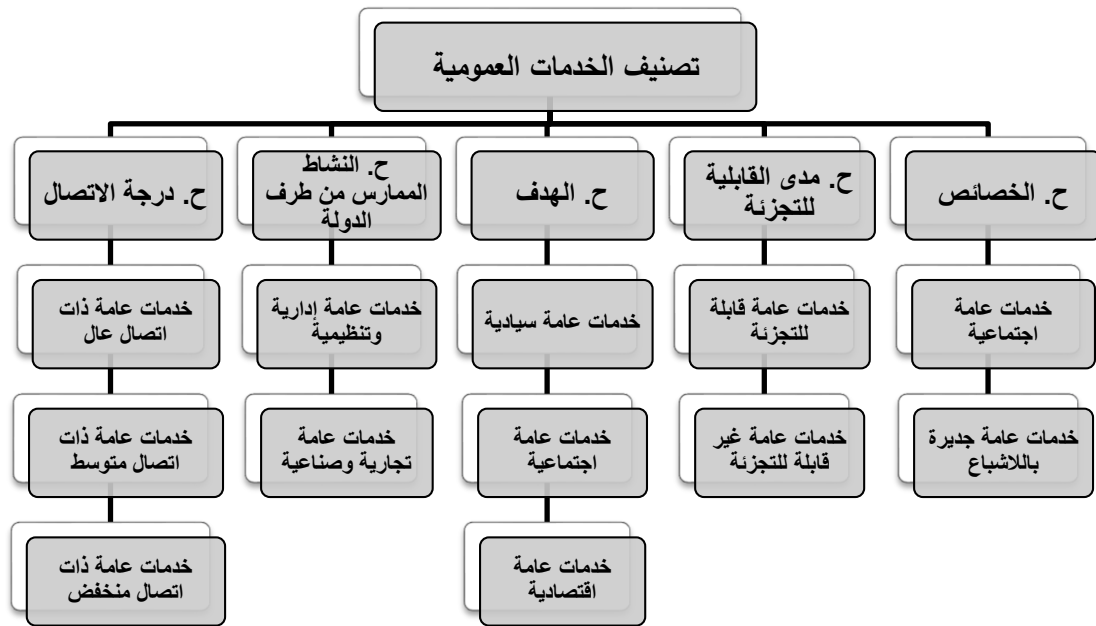 تصنيف الخدمات العمومية
ح. الخصائص
خدمات عامة
اجتماعية
خدمات عامة جديرة
باللاشباع
ح. مدى القابلية
للتجزئة
خدمات عامة قابلة
للتجزئة
خدمات عامة غير
قابلة للتجزئة
ح. الهدف
خدمات عامة سيادية
خدمات عامة
اجتماعية
خدمات عامة
اقتصادية
ح. النشاط
الممارس من طرف
الدولة
خدمات عامة إدارية
وتنظيمية
خدمات عامة
تجارية وصناعية
ح. درجة الاتصال
خدمات عامة ذات
اتصال عال
خدمات عامة ذات
اتصال متوسط
خدمات عامة ذات
اتصال منخفض